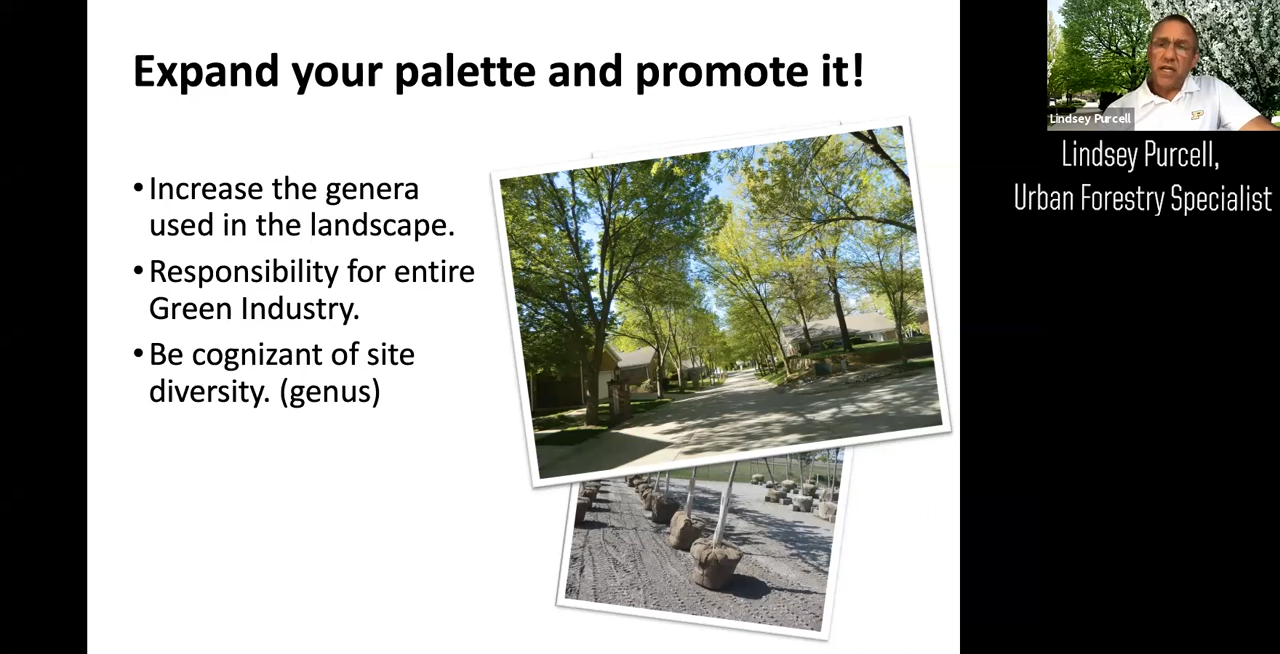 Expand your palette and promote it!
• Increase the genera
used in the landscape.
• Responsibility for entire
Green Industry.
• Be cognizant of site
diversity. (genus)
P
Lindsey Purcell
Lindsey Purcell,
Urban Forestry Specialist